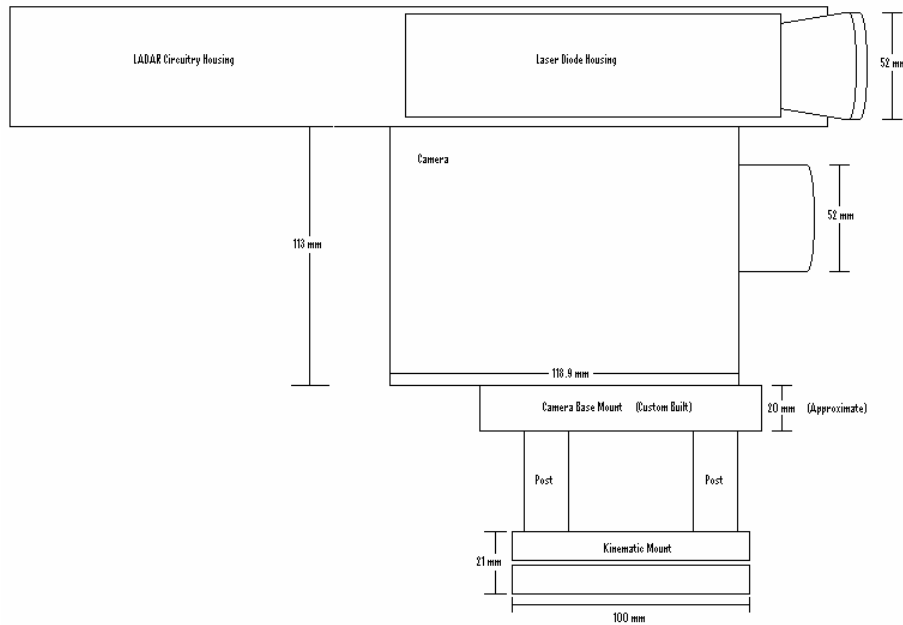 LADAR Circuitry Housing
Laser Diode Housing
52 mm
Camera
52 mm
113 mm
118.9 mm
Camera Base Mount (Custom Built)
20 mm (Approximate)
Post
Post
Kinematic Mount
21 mm
100 mm